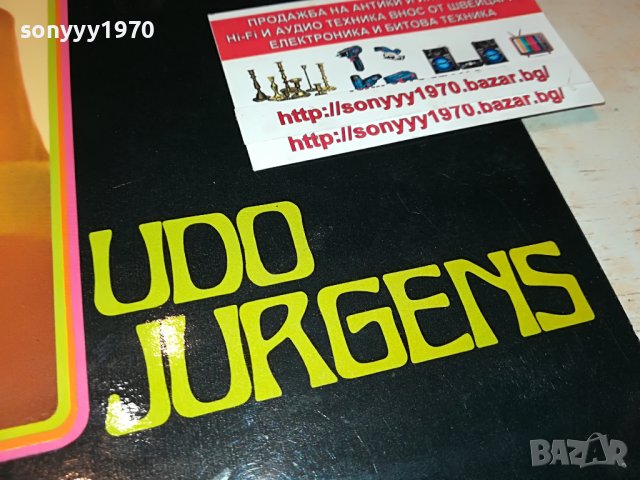 sonyyy1970
ПРОДАЖБА НА АНТИКИ И
Hi-Fi И АУДИО ТЕХНИКА ВНОС ОТ ШВЕЙЦАР
ЕЛЕКТРОНИКА И БИТОВА ТЕХНИКА
http://sonyyy1970.bazar.bg/
http://sonyyy1970.bazar.bg/
UDO
JURGENS
BAZAR